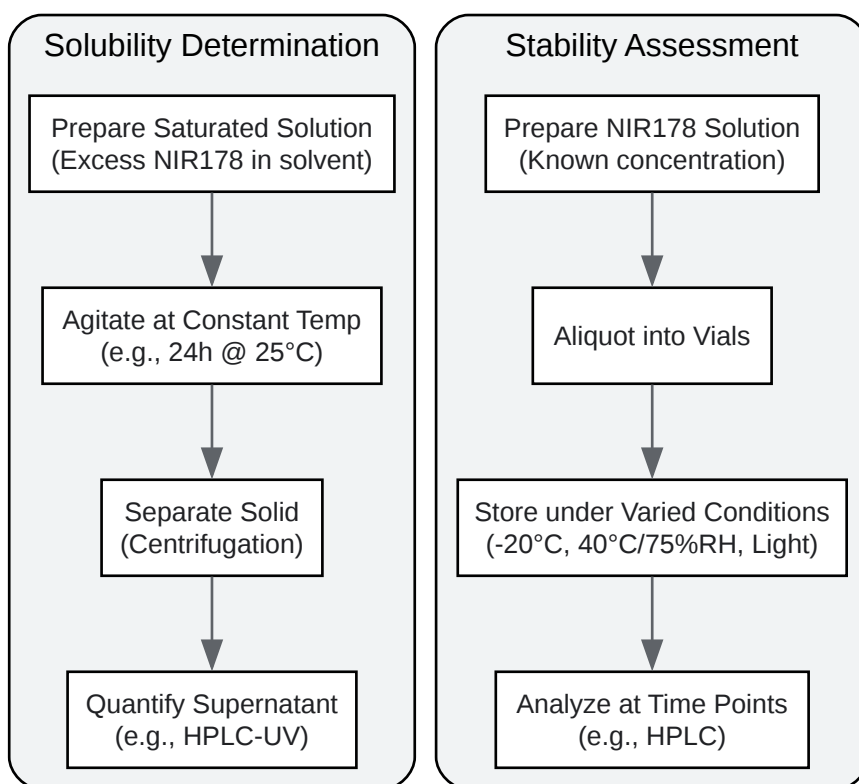 Solubility Determination
Prepare Saturated Solution
(Excess NIR178 in solvent)
Agitate at Constant Temp
(e.g., 24h @ 25°C)
Separate Solid
(Centrifugation)
Quantify Supernatant
(e.g., HPLC-UV)
Stability Assessment
Prepare NIR178 Solution
(Known concentration)
Aliquot into Vials
Store under Varied Conditions
(-20°C, 40°C/75%RH, Light)
Analyze at Time Points
(e.g., HPLC)